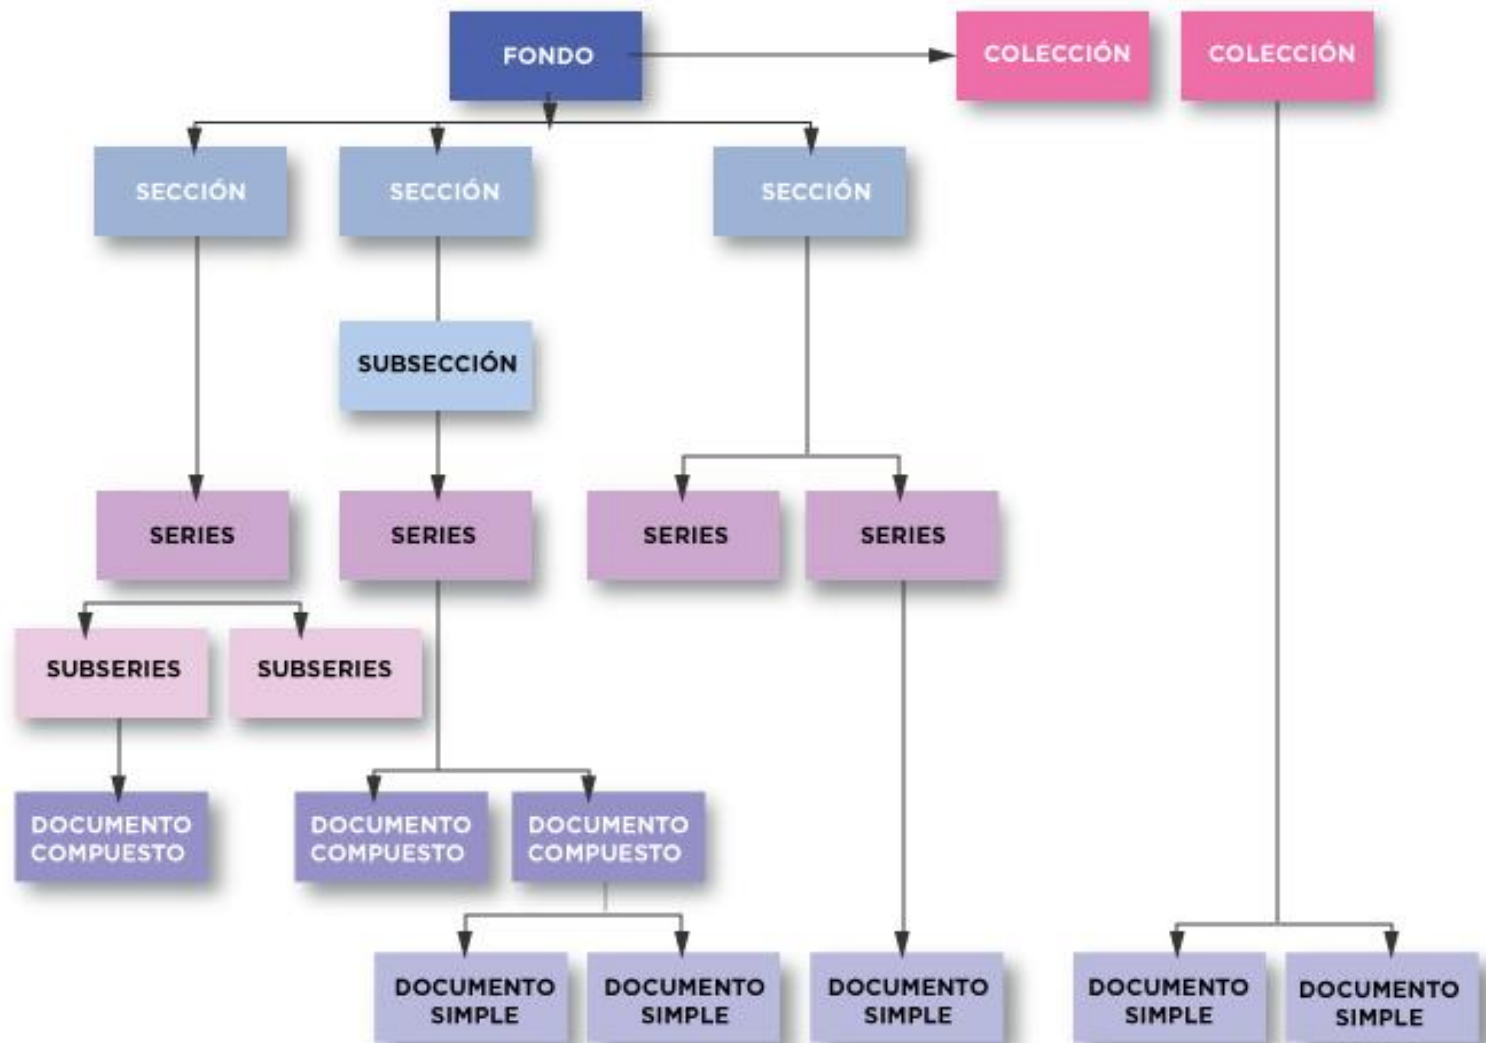 FONDO
COLECCIÓN
COLECCIÓN
SECCIÓN
SECCIÓN
SECCIÓN
SUBSECCIÓN
SERIES
SERIES
SERIES
SERIES
SUBSERIES
SUBSERIES
DOCUMENTO
COMPUESTO
DOCUMENTO
COMPUESTO
DOCUMENTO
COMPUESTO
DOCUMENTO
SIMPLE
DOCUMENTO
SIMPLE
DOCUMENTO
SIMPLE
DOCUMENTO
SIMPLE
DOCUMENTO
SIMPLE